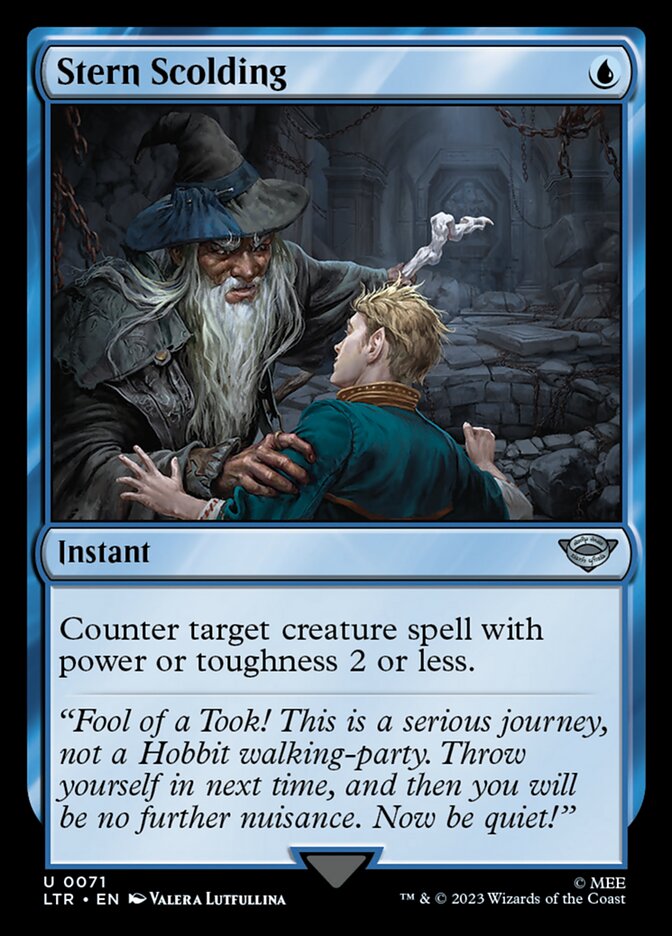 Stern Scolding
Instant
Counter target creature spell with
power or toughness 2 or less.
“Fool of a Took! This is a serious journey,
not a Hobbit walking-party. Throw
yourself in next time, and then you will
be no further nuisance. Now be quiet!”
U 0071
LTR • EN Valera Lutfullina
© MEE
™ & © 2023 Wizards of the Coast